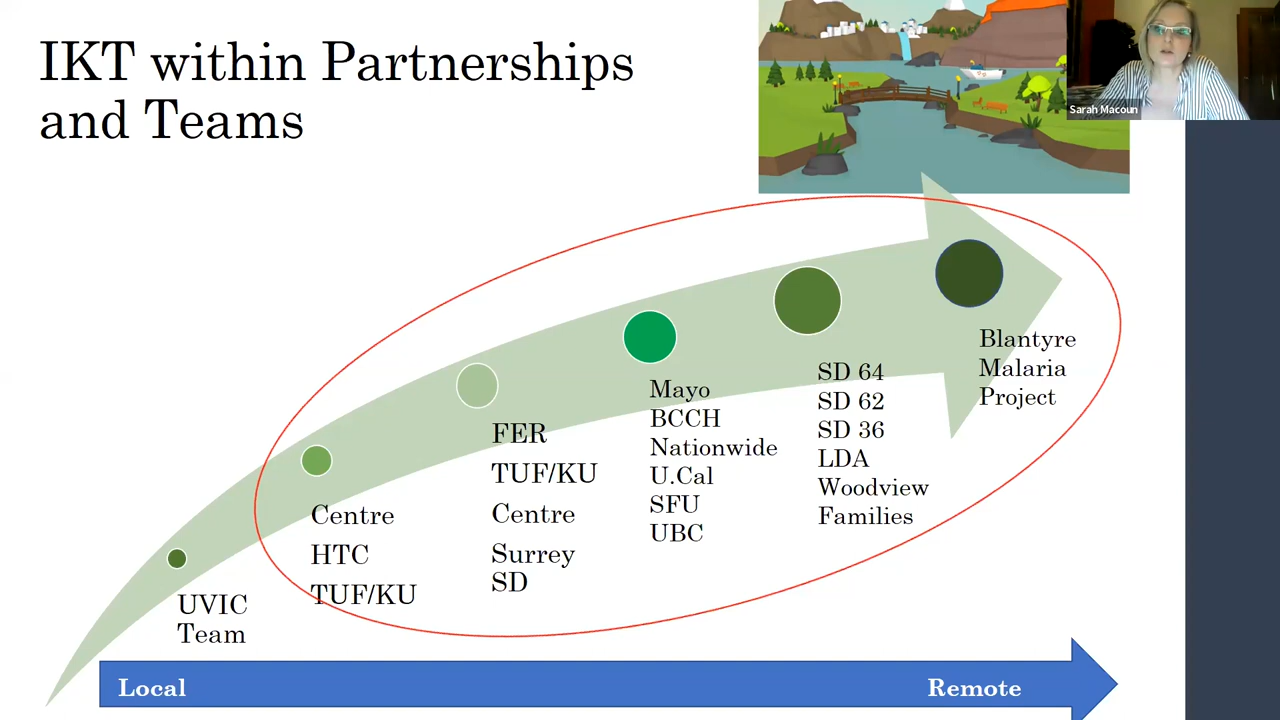 IKT within Partnerships
and Teams
Sarah Macoun
UVIC
Team
Centre
HTC
TUF/KU
FER
TUF/KU
Centre
Surrey
SD
Mayo
BCCH
Nationwide
U.Cal
SFU
UBC
SD 64
SD 62
SD 36
LDA
Woodview
Families
Blantyre
Malaria
Project
Local
Remote